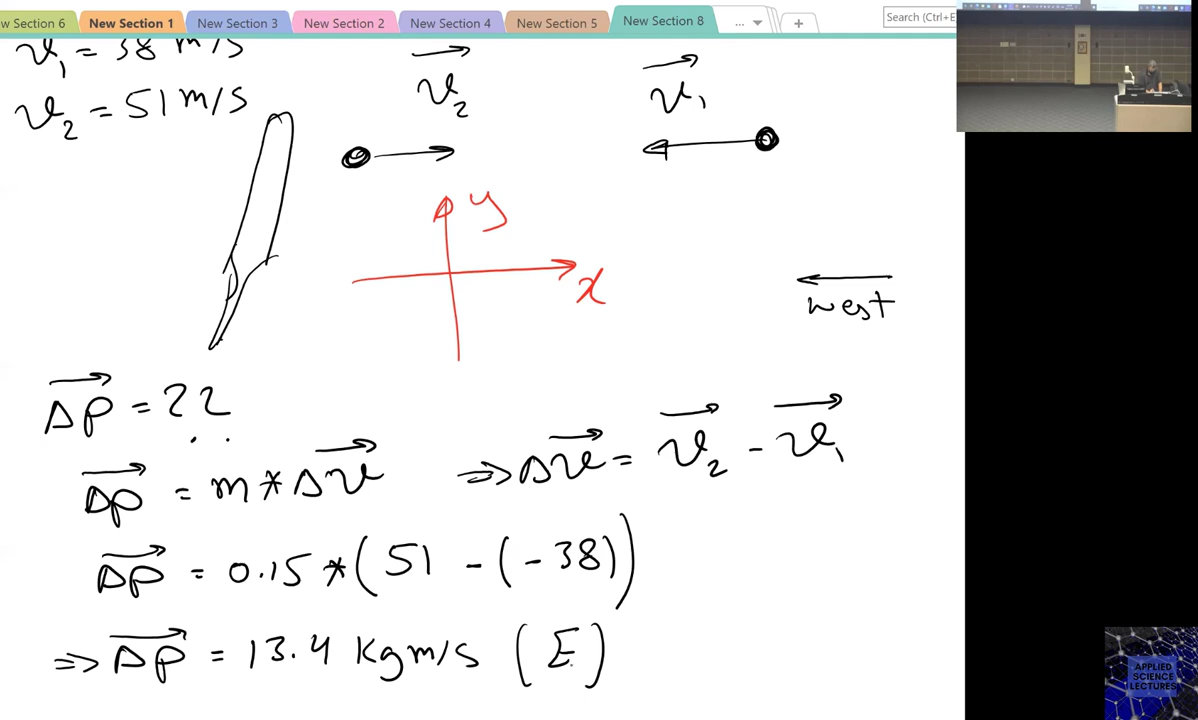 ew Section 6 New Section 1 New Section 3 New Section 2 New Section 4 New Section 5 New Section 8 ... + Search (Ctrl+E
v₁ = 38 m/s
v₂ = 51 m/s
v₂
v₁
y
x
west
Δp = ??
Δp = m * Δv ⇒ Δv = v₂ - v₁
Δp = 0.15 * (51 - (-38))
⇒ Δp = 13.4 Kgm/s (E)
APPLIED
SCIENCE
LECTURES